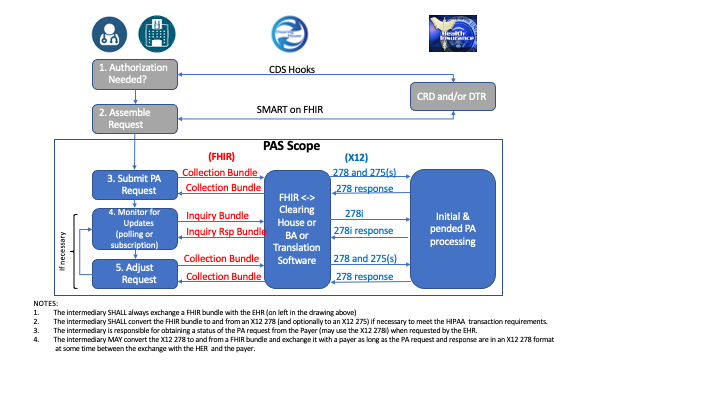 Health
Insurance
1. Authorization
Needed?
CDS Hooks
CRD and/or DTR
2. Assemble
Request
SMART on FHIR
PAS Scope
(FHIR)
(X12)
3. Submit PA
Request
Collection Bundle
Collection Bundle
FHIR <->
Clearing
House or
BA or
Translation
Software
278 and 275(s)
278 response
Initial &
pended PA
processing
If necessary
4. Monitor for
Updates
(polling or
subscription)
Inquiry Bundle
Inquiry Rsp Bundle
278i
278i response
5. Adjust
Request
Collection Bundle
Collection Bundle
278 and 275(s)
278 response
NOTES:
1. The intermediary SHALL always exchange a FHIR bundle with the EHR (on left in the drawing above)
2. The intermediary SHALL convert the FHIR bundle to and from an X12 278 (and optionally to an X12 275) if necessary to meet the HIPAA transaction requirements.
3. The intermediary is responsible for obtaining a status of the PA request from the Payer (may use the X12 278i) when requested by the EHR.
4. The intermediary MAY convert the X12 278 to and from a FHIR bundle and exchange it with a payer as long as the PA request and response are in an X12 278 format
at some time between the exchange with the HER and the payer.